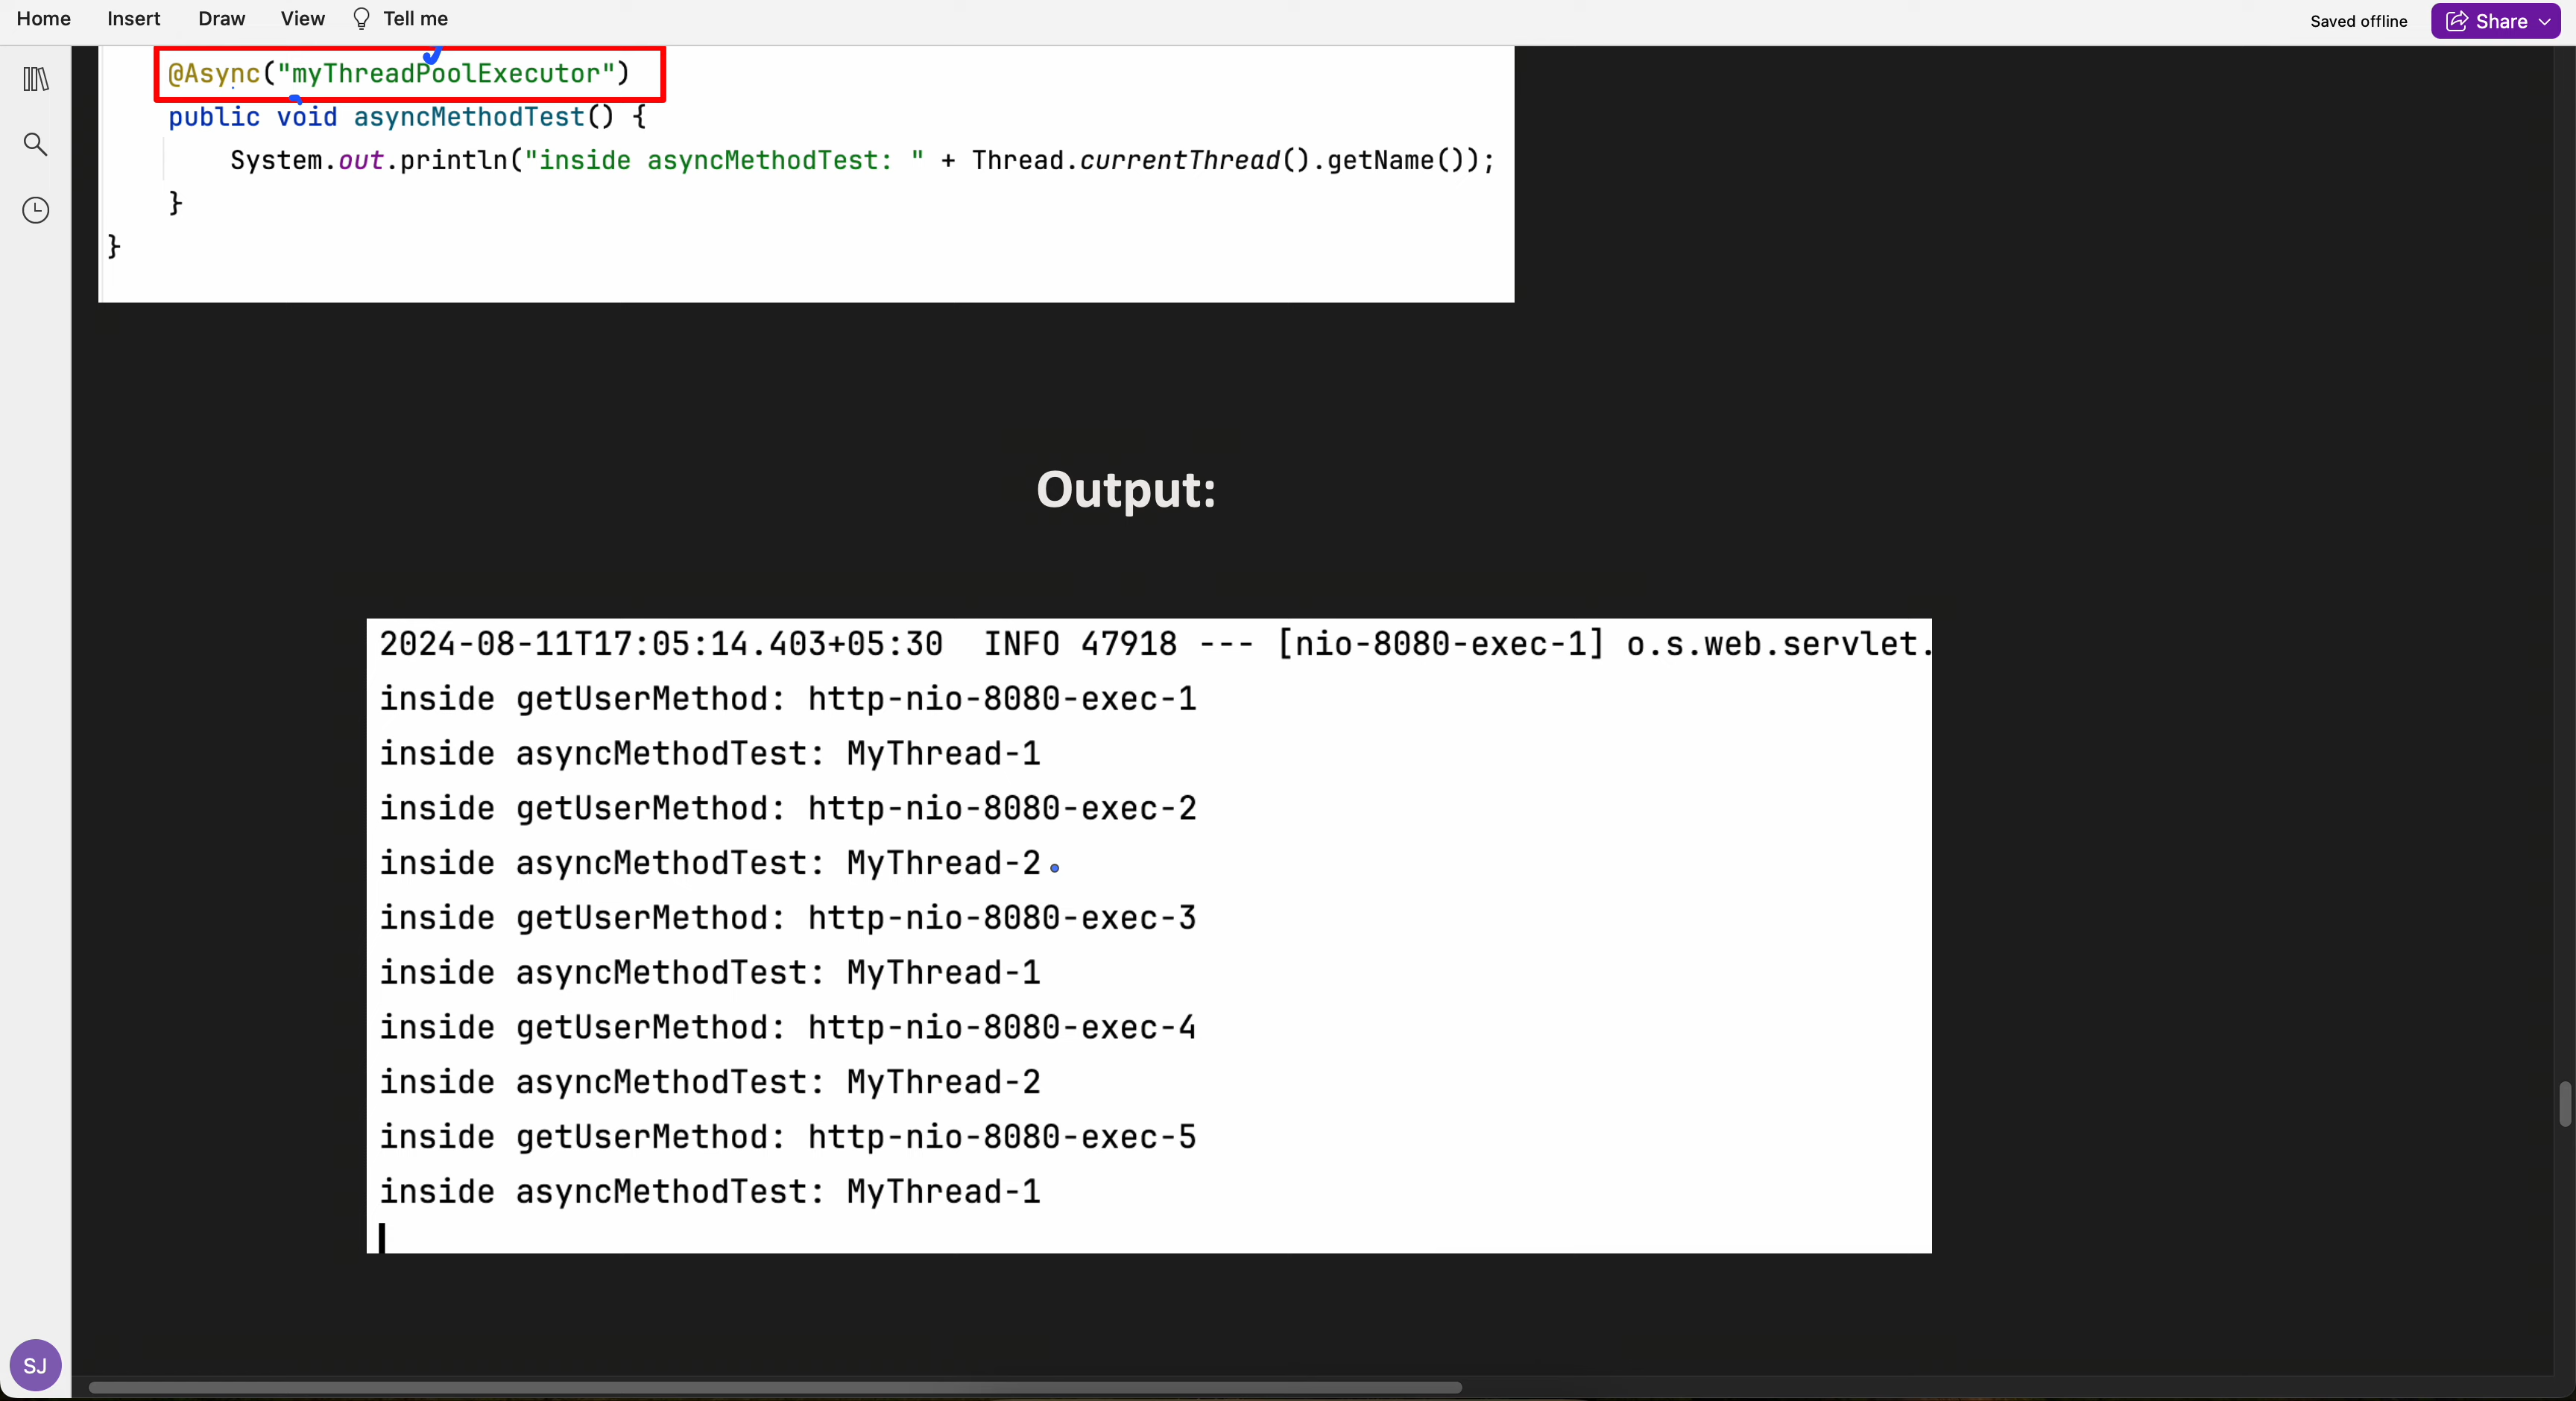 Home Insert Draw View Tell me Saved offline Share
@Async("myThreadPoolExecutor")
public void asyncMethodTest() {
System.out.println("inside asyncMethodTest: " + Thread.currentThread().getName());
}
}
Output:
2024-08-11T17:05:14.403+05:30  INFO 47918 --- [nio-8080-exec-1] o.s.web.servlet.
inside getUserMethod: http-nio-8080-exec-1
inside asyncMethodTest: MyThread-1
inside getUserMethod: http-nio-8080-exec-2
inside asyncMethodTest: MyThread-2
inside getUserMethod: http-nio-8080-exec-3
inside asyncMethodTest: MyThread-1
inside getUserMethod: http-nio-8080-exec-4
inside asyncMethodTest: MyThread-2
inside getUserMethod: http-nio-8080-exec-5
inside asyncMethodTest: MyThread-1
SJ